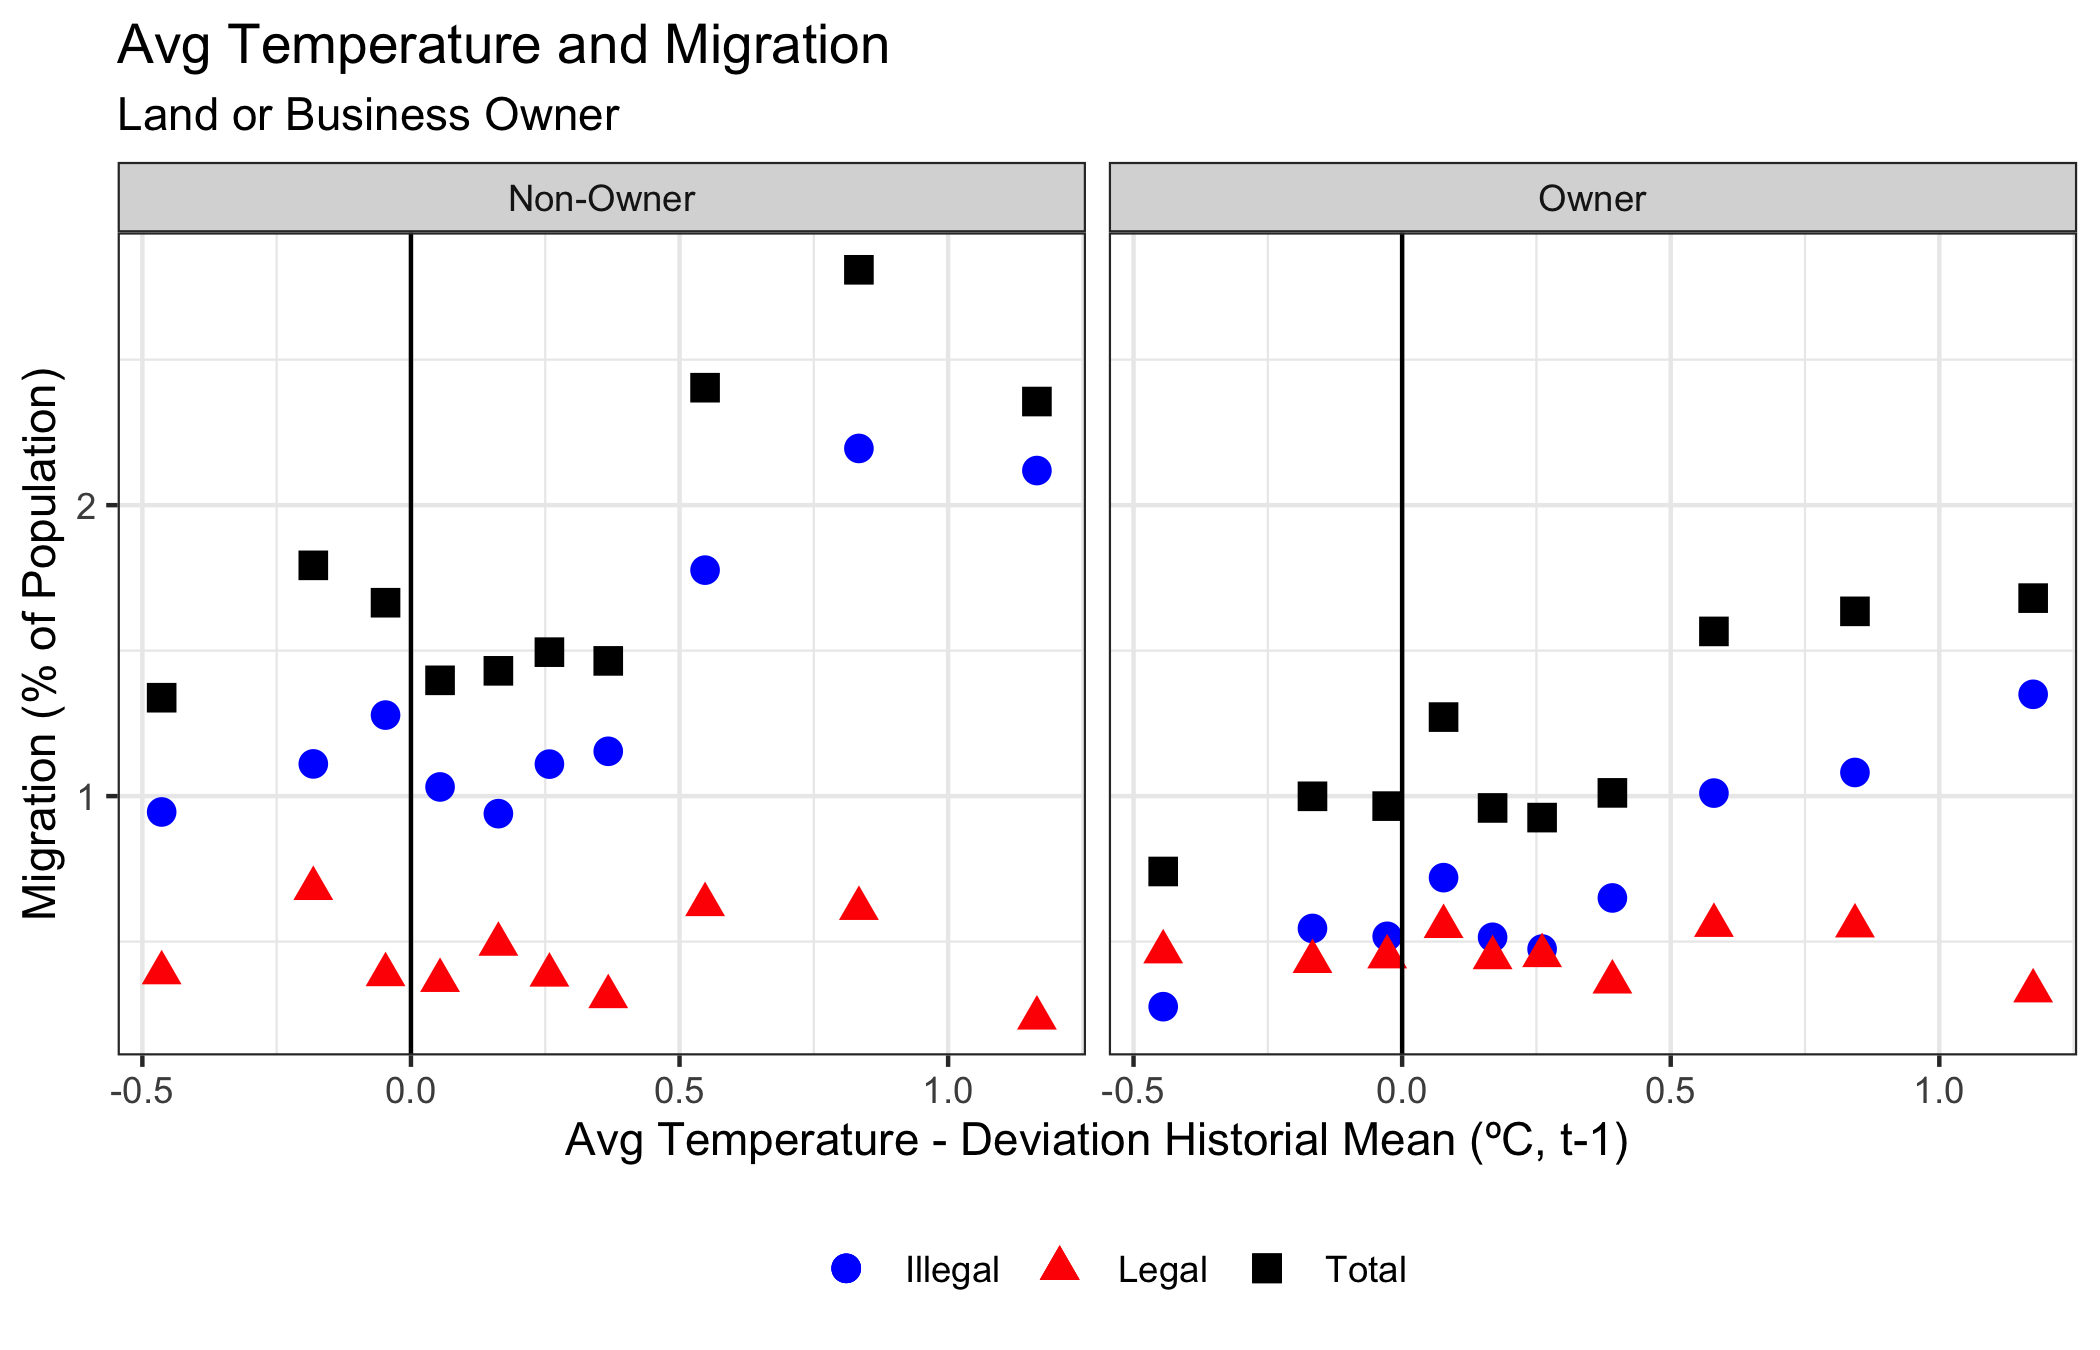 Avg Temperature and Migration
Land or Business Owner
Non-Owner
Owner
Migration (% of Population)
2
1
-0.5 0.0 0.5 1.0
-0.5 0.0 0.5 1.0
Avg Temperature - Deviation Historial Mean (ºC, t-1)
Illegal Legal Total